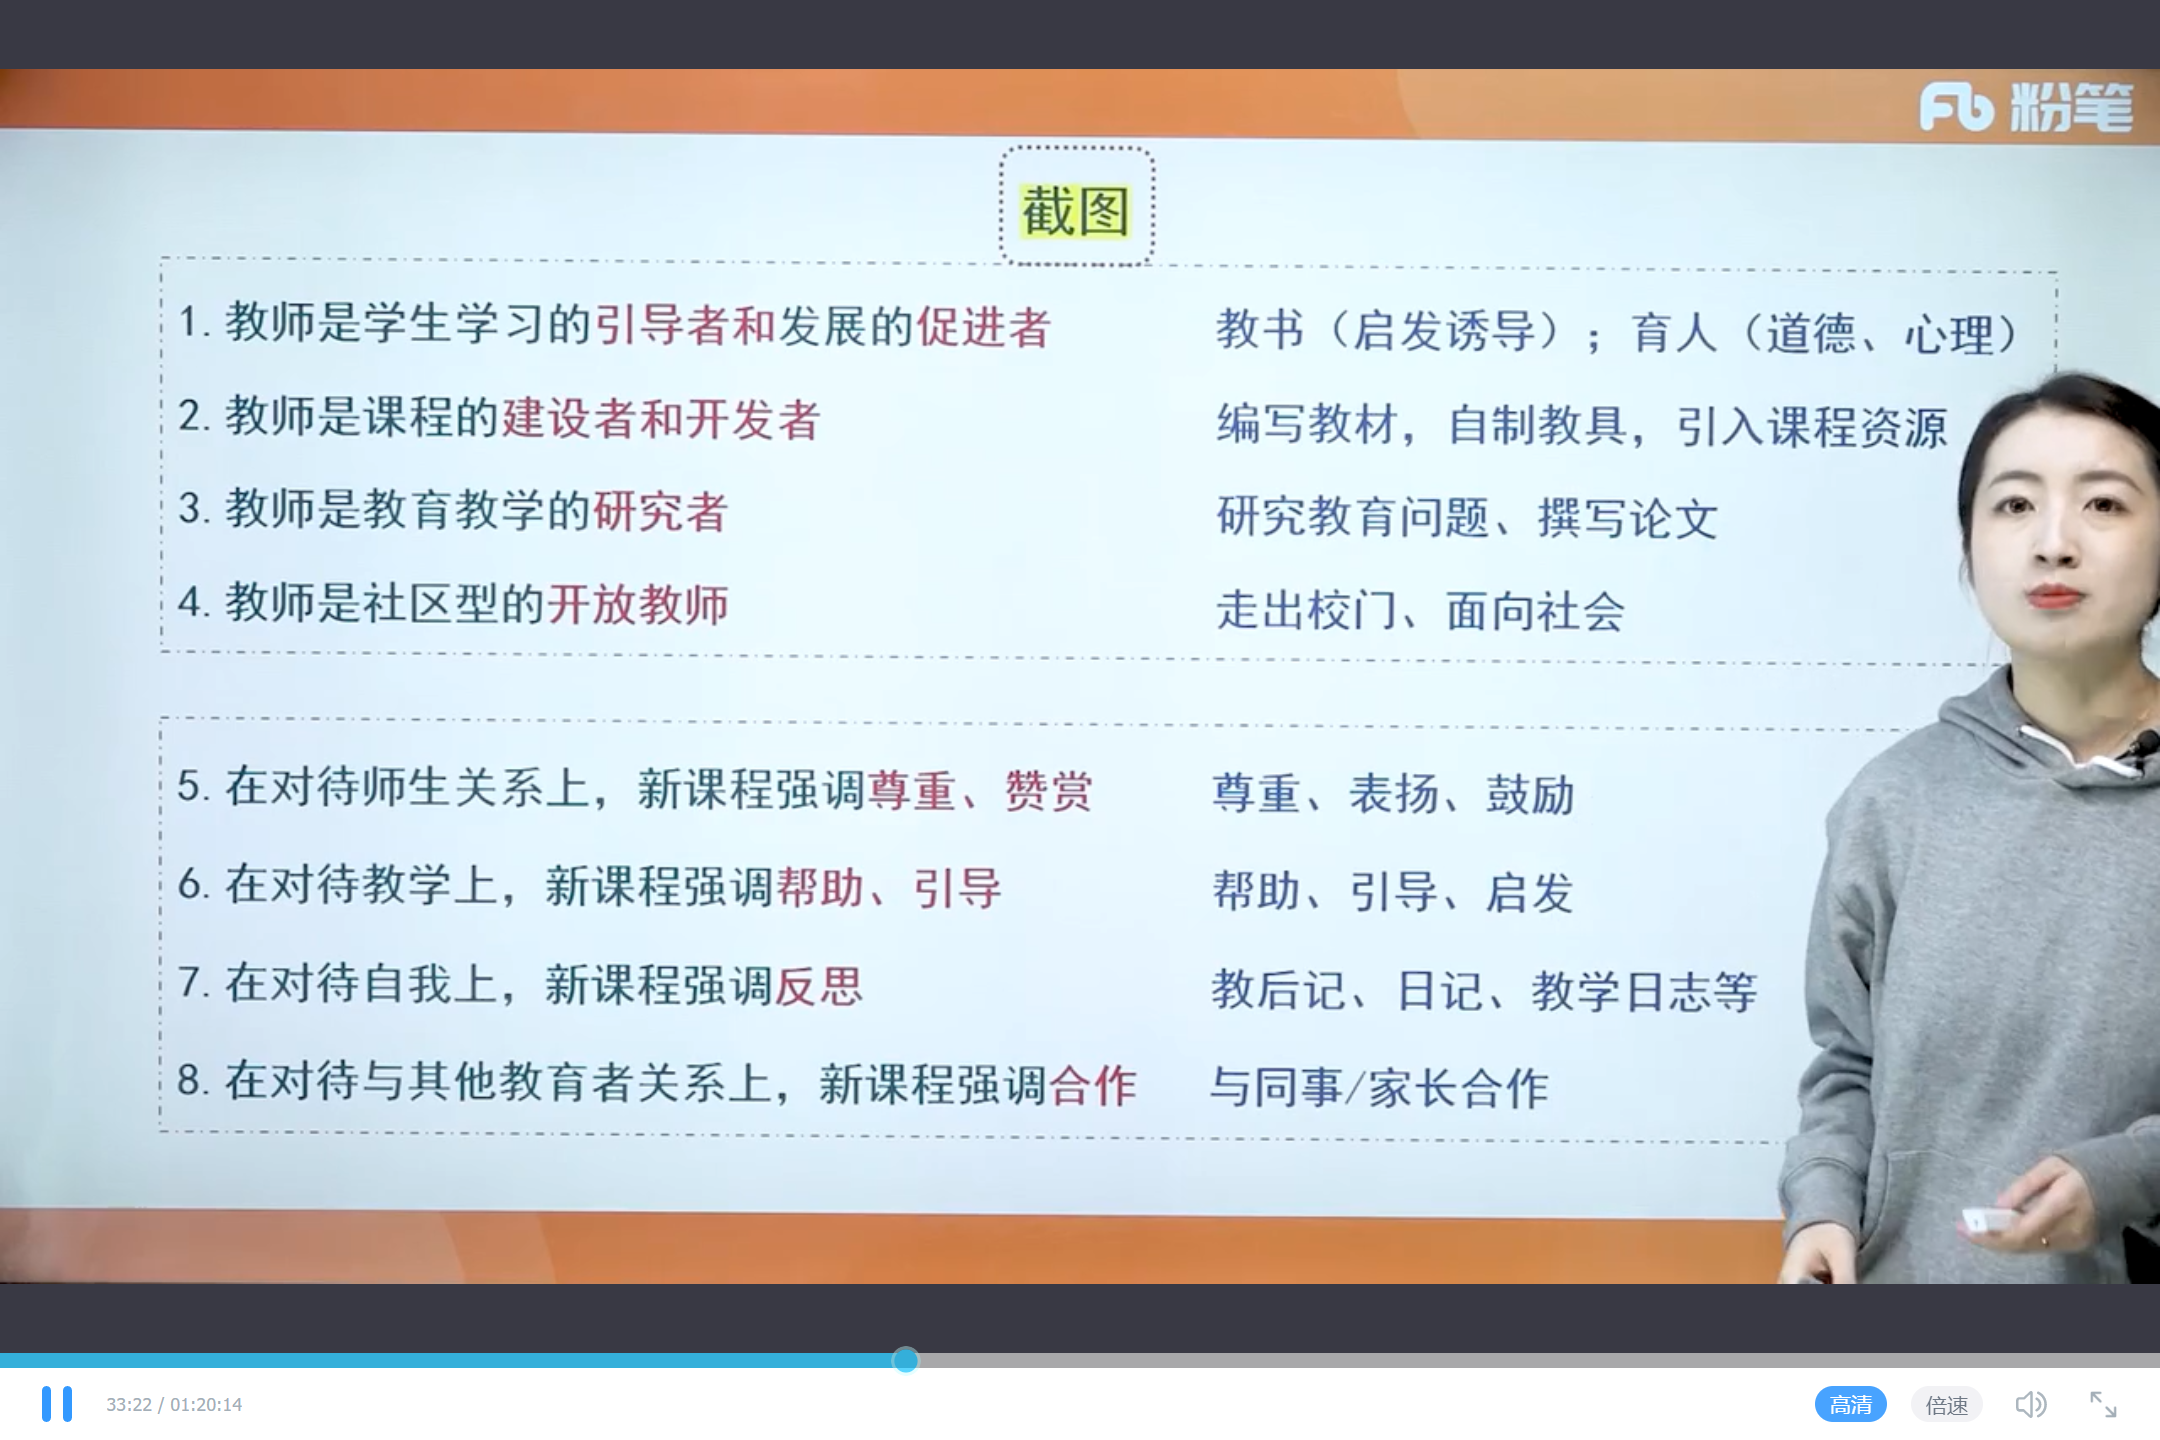 粉笔
截图
1. 教师是学生学习的引导者和发展的促进者 教书（启发诱导）；育人（道德、心理）
2. 教师是课程的建设者和开发者 编写教材，自制教具，引入课程资源
3. 教师是教育教学的研究者 研究教育问题、撰写论文
4. 教师是社区型的开放教师 走出校门、面向社会
5. 在对待师生关系上，新课程强调尊重、赞赏 尊重、表扬、鼓励
6. 在对待教学上，新课程强调帮助、引导 帮助、引导、启发
7. 在对待自我上，新课程强调反思 教后记、日记、教学日志等
8. 在对待与其他教育者关系上，新课程强调合作 与同事/家长合作
33:22 / 01:20:14 高清 倍速